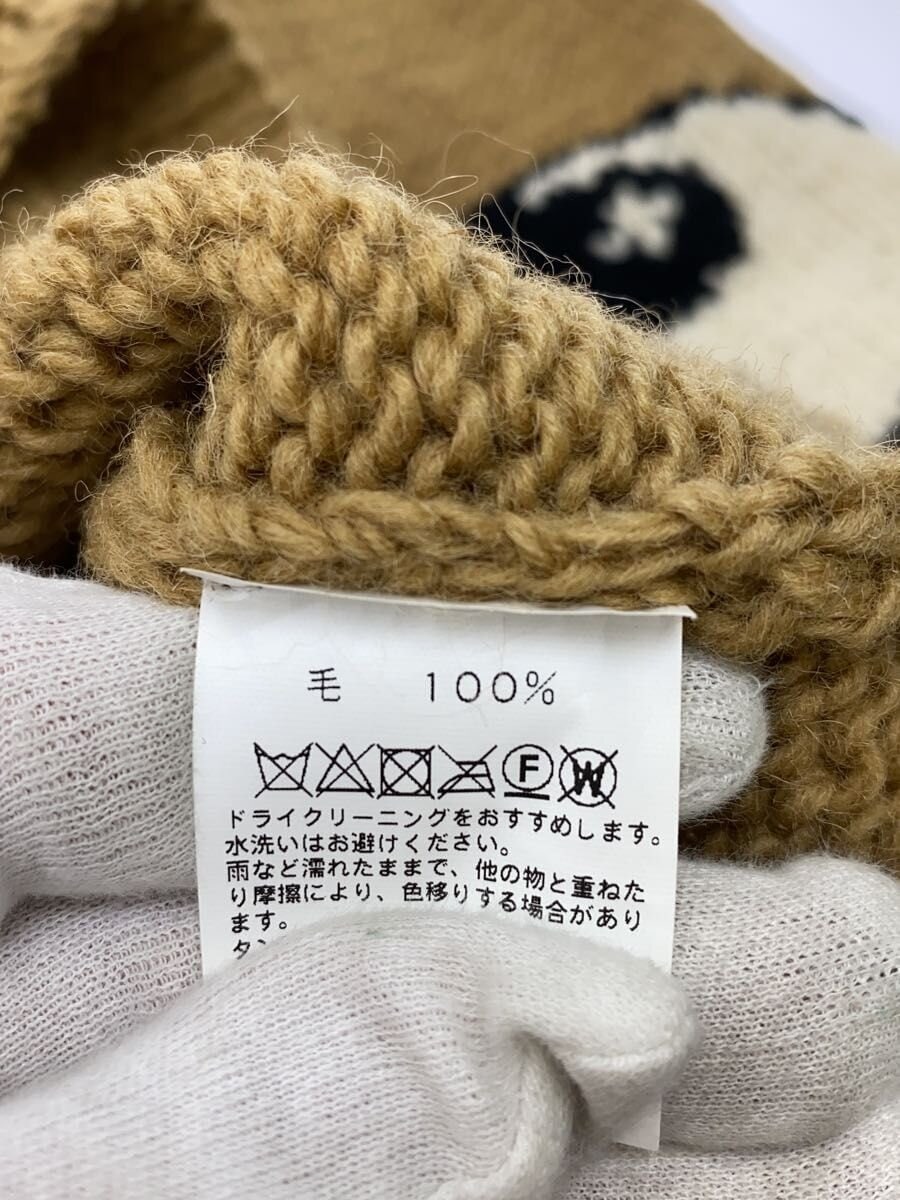 毛 100%
F W
ドライクリーニングをおすすめします。
水洗いはお避けください。
雨など濡れたままで、他の物と重ねた
り摩擦により、色移りする場合があり
ます。
タン